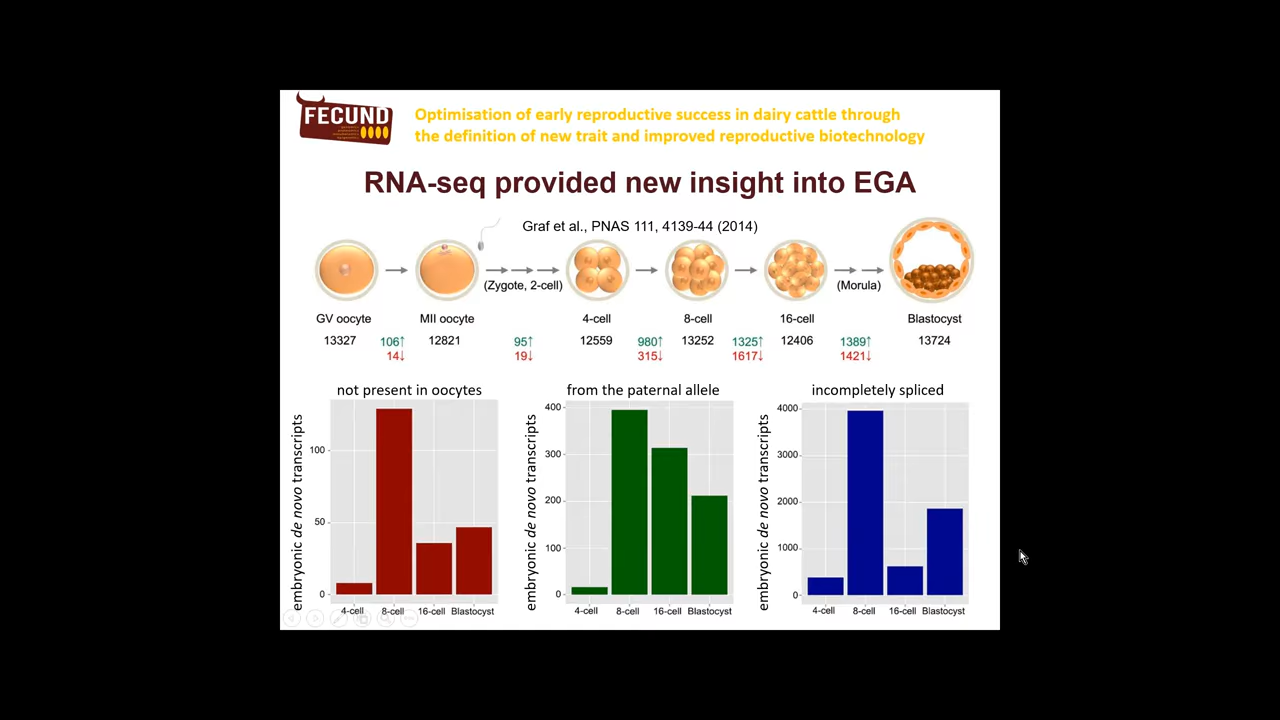 FECUND
Optimisation of early reproductive success in dairy cattle through
the definition of new trait and improved reproductive biotechnology
RNA-seq provided new insight into EGA
Graf et al., PNAS 111, 4139-44 (2014)
(Zygote, 2-cell)
(Morula)
GV oocyte
MII oocyte
4-cell
8-cell
16-cell
Blastocyst
13327
106↑
14↓
12821
95↑
19↓
12559
980↑
315↓
13252
1325↑
1617↓
12406
1389↑
1421↓
13724
not present in oocytes
embryonic de novo transcripts
100
50
0
4-cell
8-cell
16-cell
Blastocyst
from the paternal allele
embryonic de novo transcripts
400
300
200
100
0
4-cell
8-cell
16-cell
Blastocyst
incompletely spliced
embryonic de novo transcripts
4000
3000
2000
1000
0
4-cell
8-cell
16-cell
Blastocyst